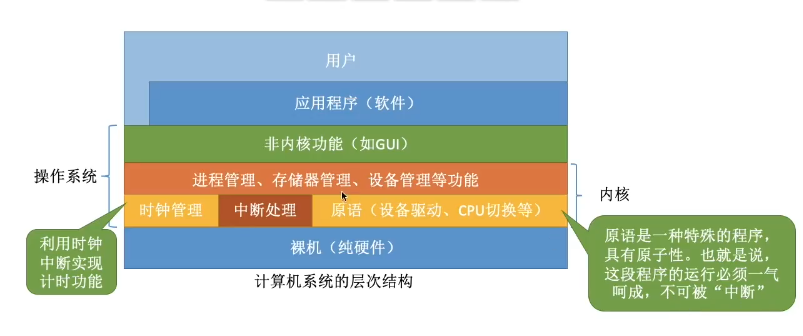 用户
应用程序（软件）
非内核功能（如GUI）
操作系统
进程管理、存储器管理、设备管理等功能
内核
时钟管理
中断处理
原语（设备驱动、CPU切换等）
利用时钟
中断实现
计时功能
裸机（纯硬件）
原语是一种特殊的程序，
具有原子性。也就是说，
这段程序的运行必须一气
呵成，不可被“中断”
计算机系统的层次结构